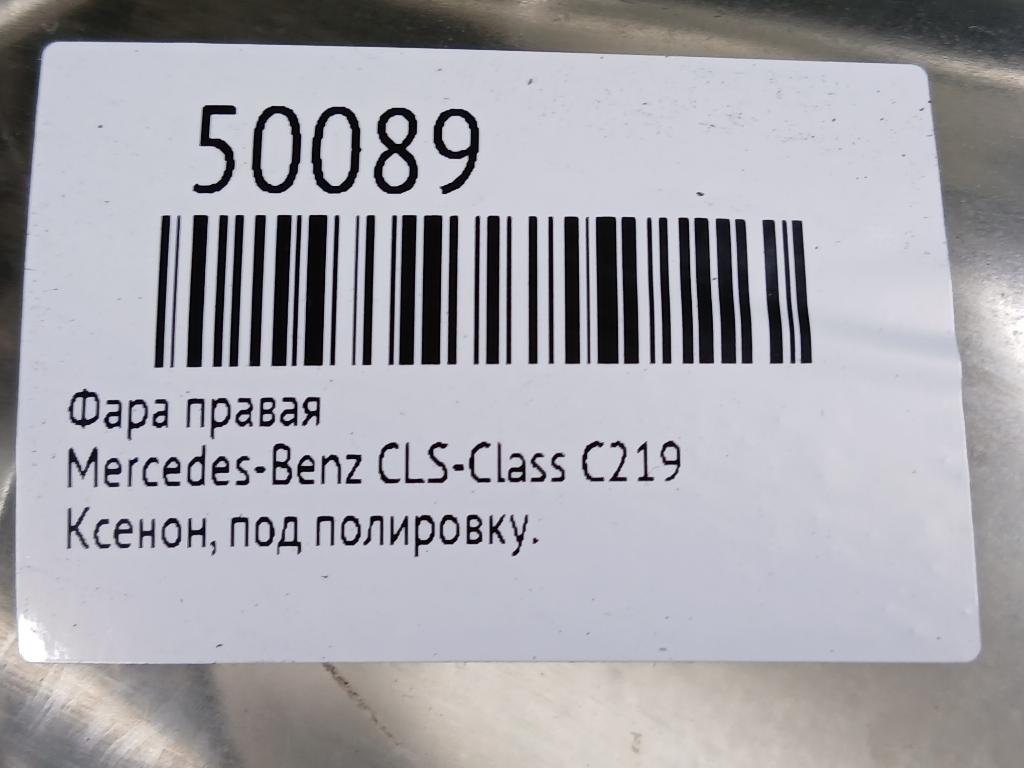 50089
Фара правая
Mercedes-Benz CLS-Class C219
Ксенон, под полировку.